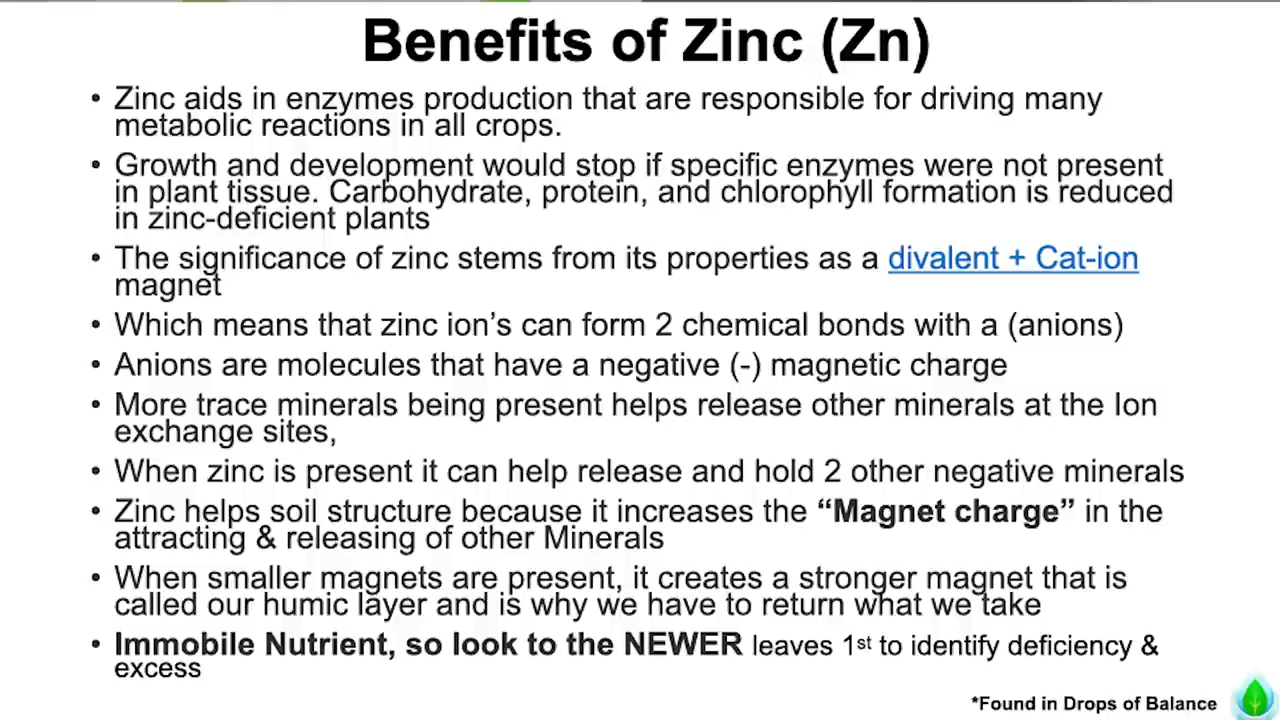 Benefits of Zinc (Zn)
• Zinc aids in enzymes production that are responsible for driving many
metabolic reactions in all crops.
• Growth and development would stop if specific enzymes were not present
in plant tissue. Carbohydrate, protein, and chlorophyll formation is reduced
in zinc-deficient plants
• The significance of zinc stems from its properties as a divalent + Cat-ion
magnet
• Which means that zinc ion’s can form 2 chemical bonds with a (anions)
• Anions are molecules that have a negative (-) magnetic charge
• More trace minerals being present helps release other minerals at the Ion
exchange sites,
• When zinc is present it can help release and hold 2 other negative minerals
• Zinc helps soil structure because it increases the “Magnet charge” in the
attracting & releasing of other Minerals
• When smaller magnets are present, it creates a stronger magnet that is
called our humic layer and is why we have to return what we take
• Immobile Nutrient, so look to the NEWER leaves 1st to identify deficiency &
excess
*Found in Drops of Balance